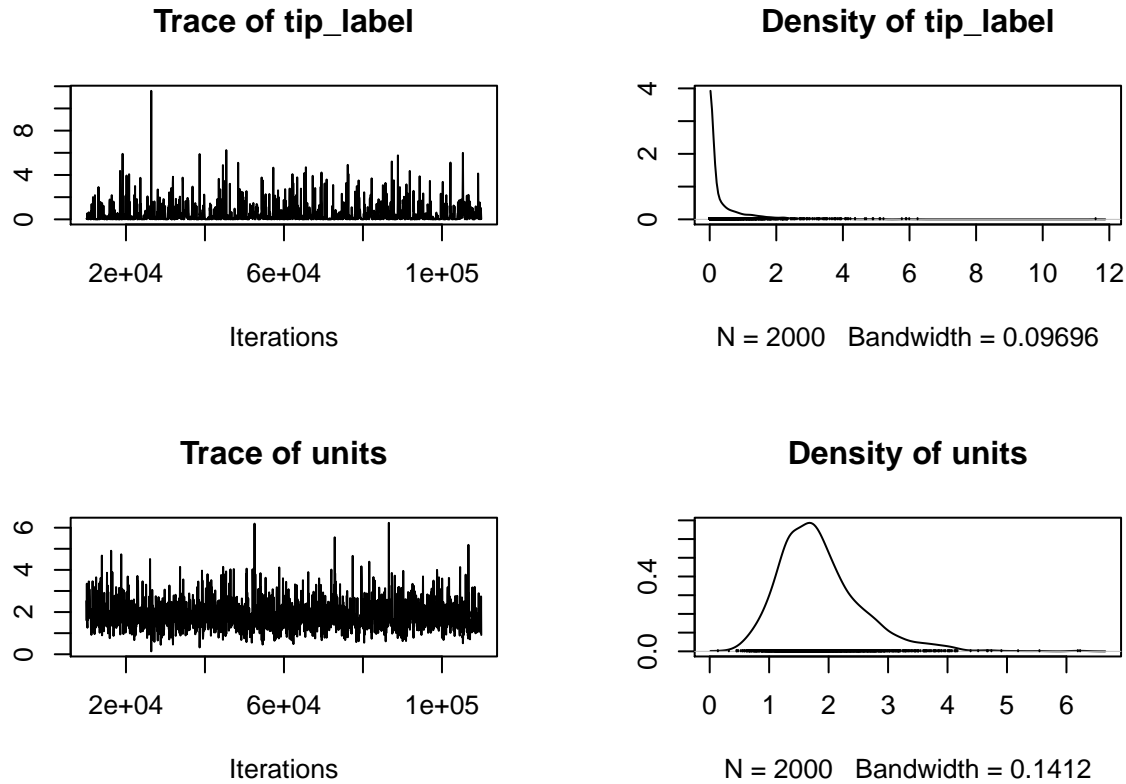 Trace of tip_label
0
4
8
2e+04 6e+04 1e+05
Iterations
Density of tip_label
0
2
4
0 2 4 6 8 10 12
N = 2000 Bandwidth = 0.09696
Trace of units
0
2
4
6
2e+04 6e+04 1e+05
Iterations
Density of units
0.0
0.4
0 1 2 3 4 5 6
N = 2000 Bandwidth = 0.1412